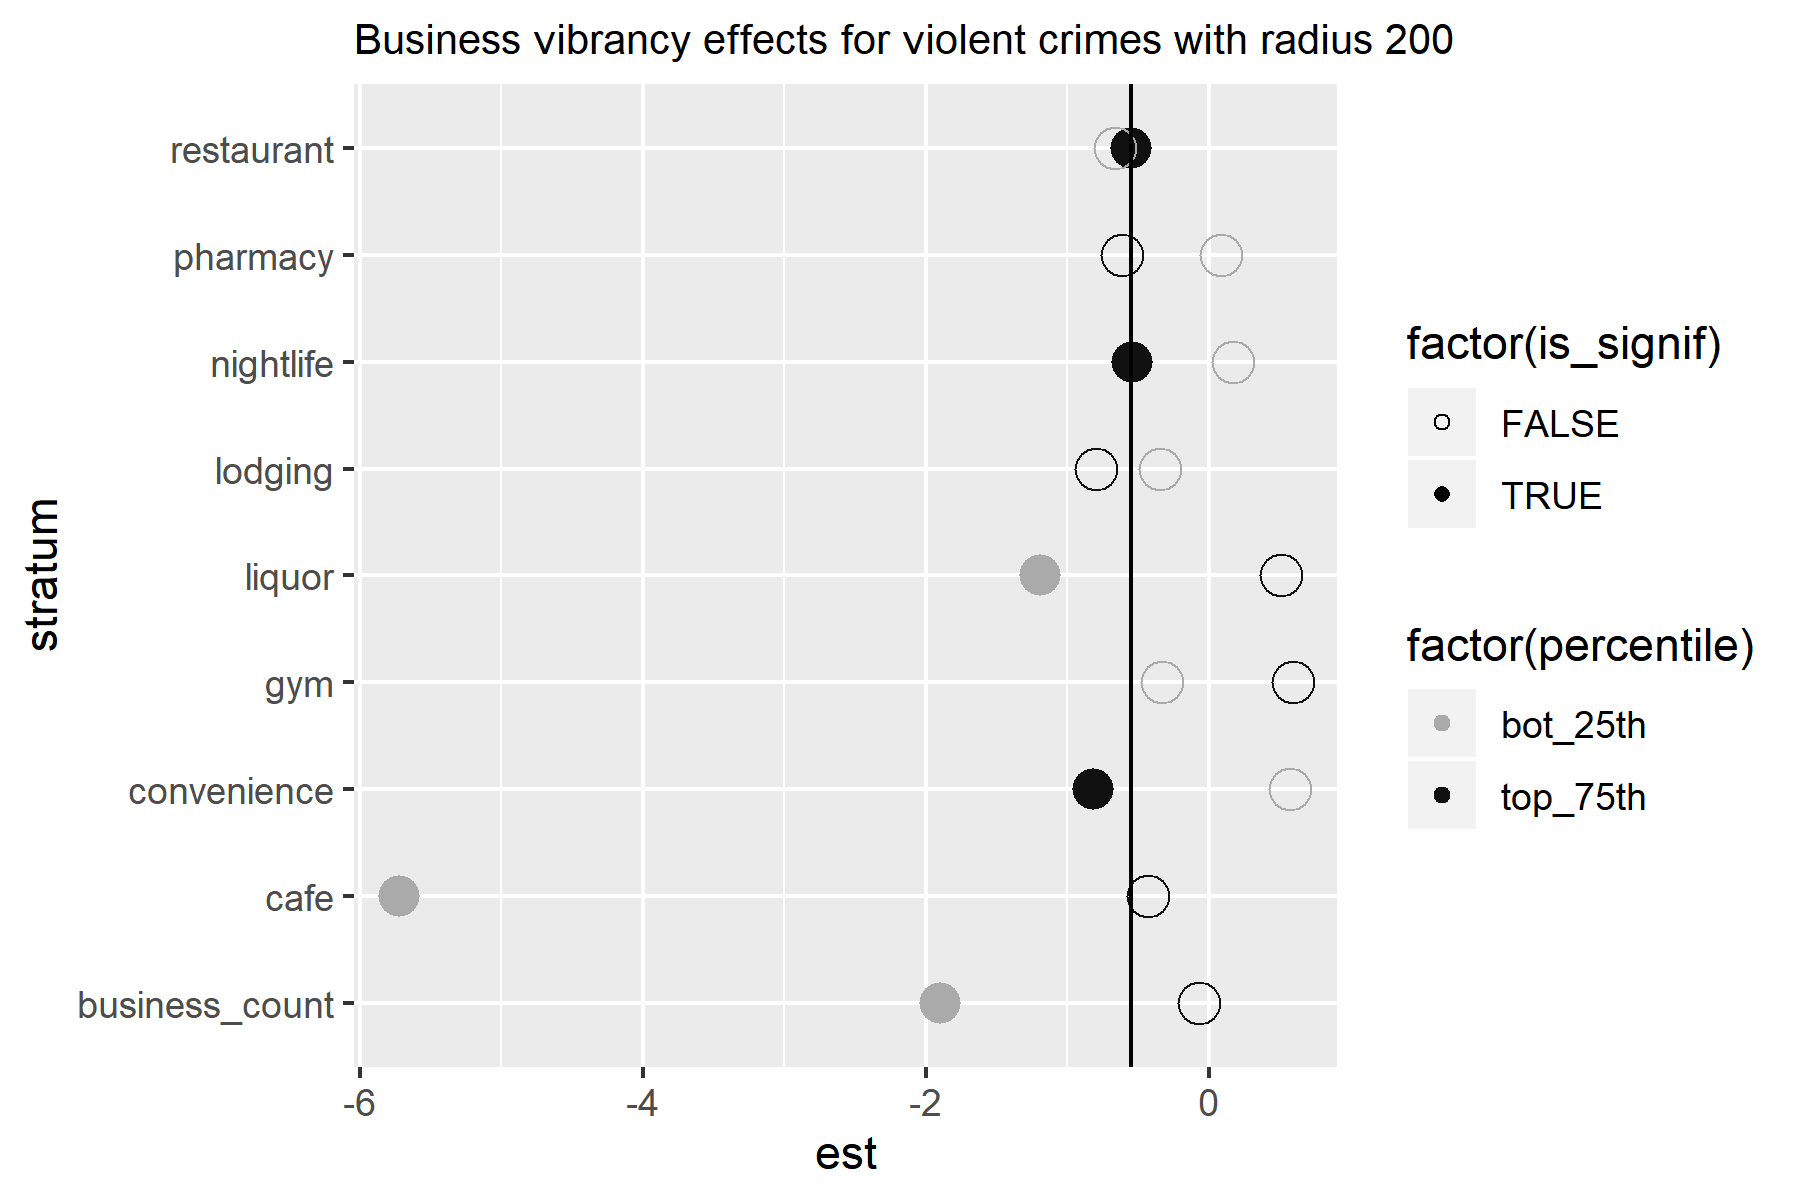 Business vibrancy effects for violent crimes with radius 200
restaurant
pharmacy
nightlife
lodging
liquor
gym
convenience
cafe
business_count
stratum
-6
-4
-2
0
est
factor(is_signif)
FALSE
TRUE
factor(percentile)
bot_25th
top_75th